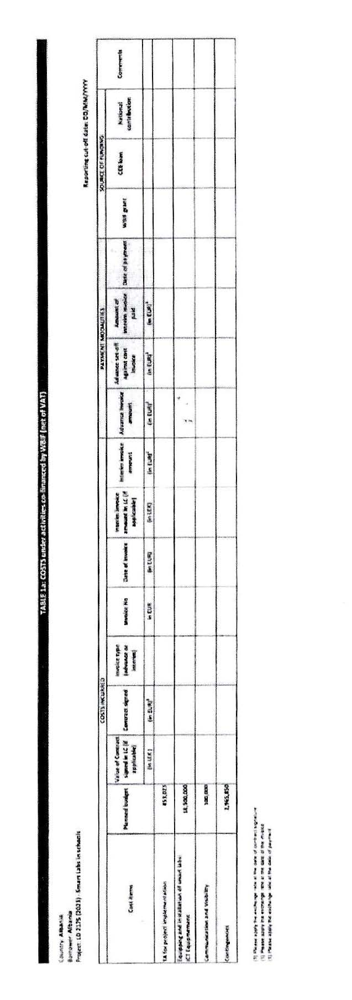 TABLE 1a: COSTS under activities co-financed by WBIF (net of VAT)
Country: Albania
Borrower: Albania
Project: LD 2175 (2023) - Smart Labs in schools
Reporting cut-off date: DD/MM/YYYY
COSTS INCURRED
PAYMENT MODALITIES
SOURCE OF FUNDING
Cost items
Planned budget
Value of Contract
signed in LC (if
applicable)
Contract signed
Invoice type
(advance or
interim)
Invoice No
Date of invoice
Interim invoice
amount in LC (if
applicable)
Interim invoice
amount
Advance invoice
amount
Advance set-off
against cost
invoice
Amount of
interim invoice
paid
Date of payment
WBIF grant
CEB loan
National
contribution
Comments
(in LEK)
(in EUR)¹
in EUR
(in EUR)
(in LEK)
(in EUR)²
(in EUR)²
(in EUR)²
(in EUR)³
TA for project implementation
853,073
Equipping and installation of smart labs:
ICT Equipmement
18,500,000
Communication and Visibility
100,000
Contingencies
1,945,850
(1) Please apply the exchange rate at the date of contract signature
(1) Please apply the exchange rate at the date of the invoice
(1) Please apply the exchange rate at the date of payment